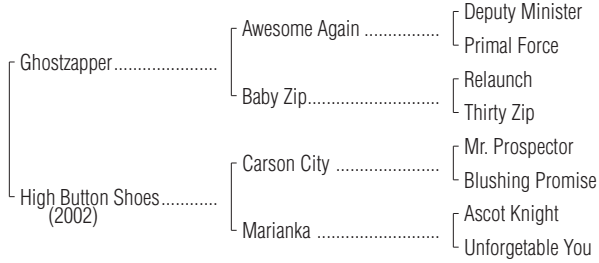 Deputy Minister
Awesome Again ................
Primal Force
Ghostzapper......................
Relaunch
Baby Zip............................
Thirty Zip
Mr. Prospector
Carson City ......................
Blushing Promise
High Button Shoes............
(2002)
Ascot Knight
Marianka ..........................
Unforgetable You